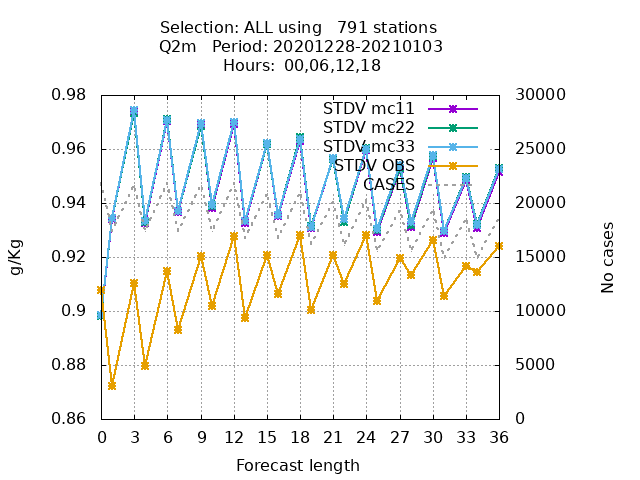 Selection: ALL using   791 stations
Q2m   Period: 20201228-20210103
Hours:  00,06,12,18
0.98
0.96
0.94
0.92
0.9
0.88
0.86
g/Kg
STDV mc11
STDV mc22
STDV mc33
STDV OBS
CASES
30000
25000
20000
15000
10000
5000
0
No cases
0 3 6 9 12 15 18 21 24 27 30 33 36
Forecast length